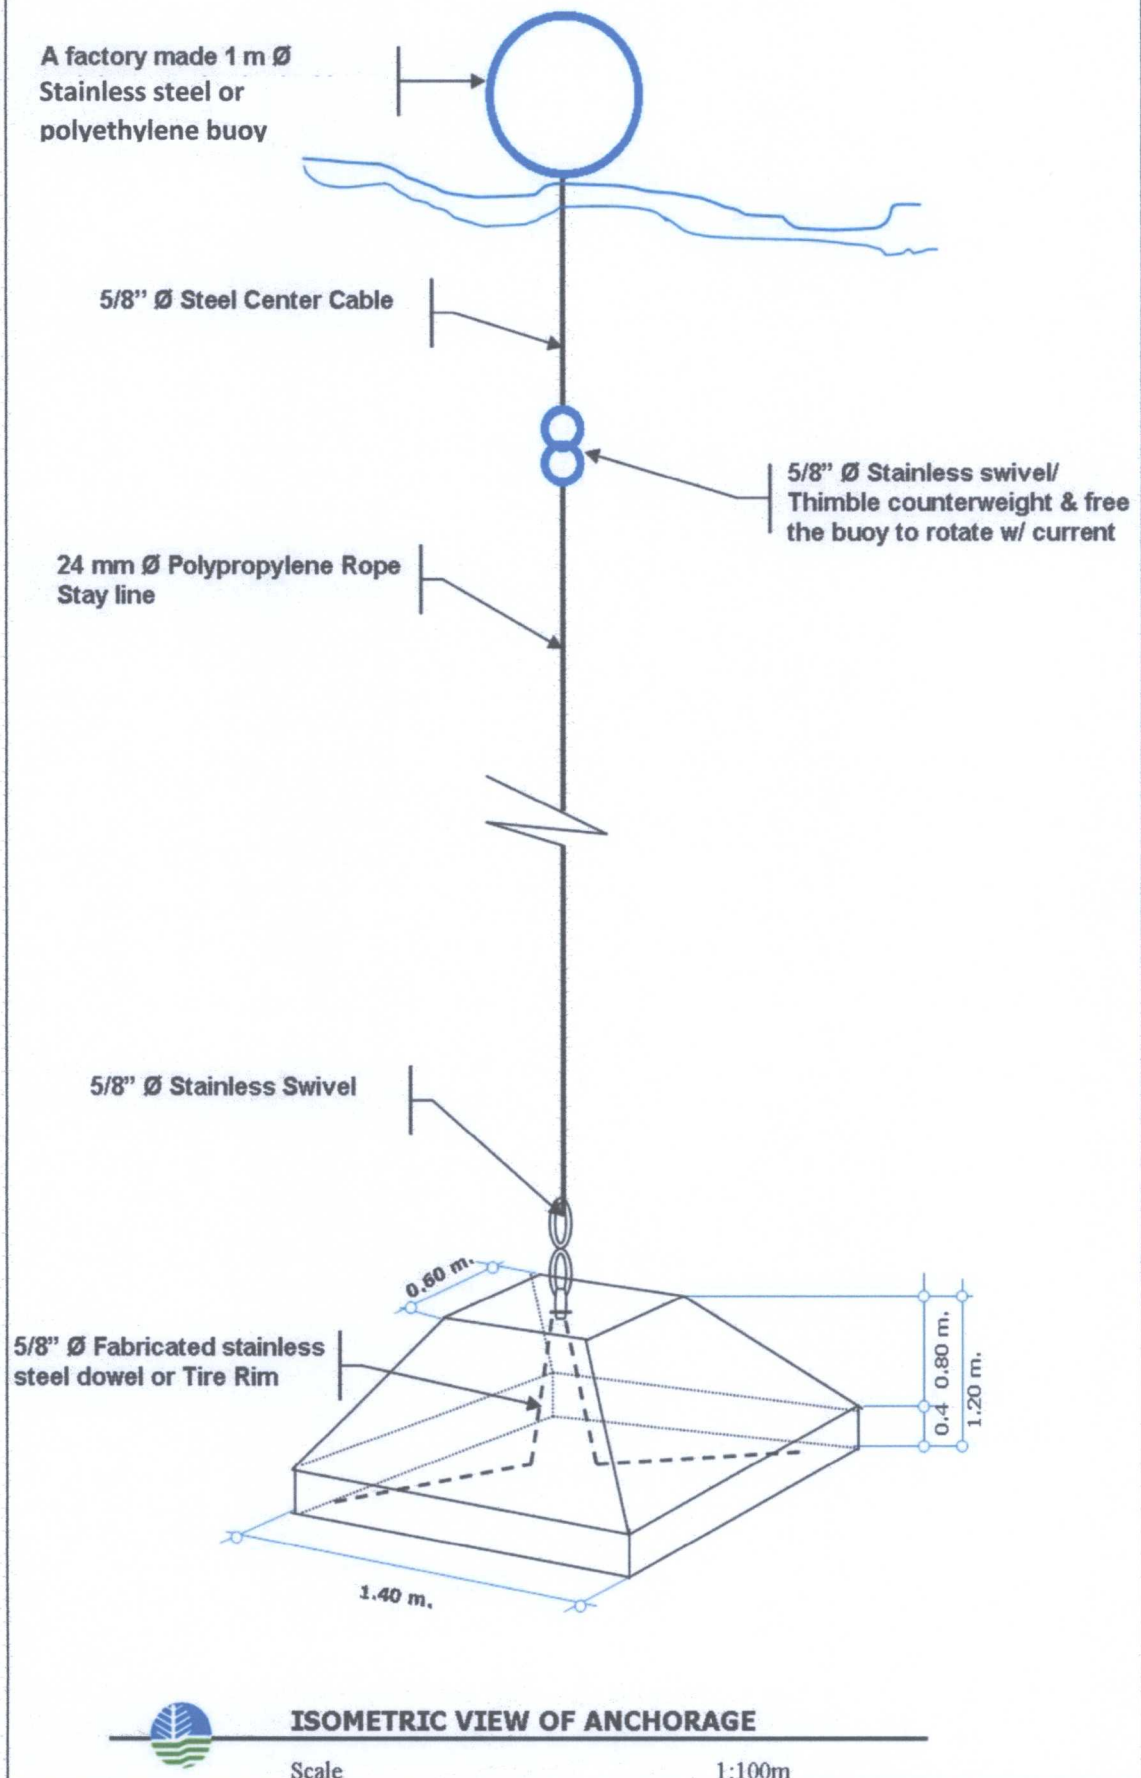 A factory made 1 m Ø
Stainless steel or
polyethylene buoy
5/8” Ø Steel Center Cable
5/8” Ø Stainless swivel/
Thimble counterweight & free
the buoy to rotate w/ current
24 mm Ø Polypropylene Rope
Stay line
5/8” Ø Stainless Swivel
0.60 m.
5/8” Ø Fabricated stainless
steel dowel or Tire Rim
0.80 m.
0.4
1.20 m.
1.40 m.
ISOMETRIC VIEW OF ANCHORAGE
Scale 1:100m